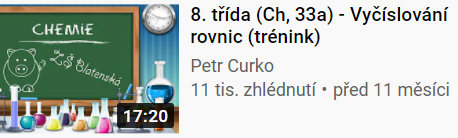 CHEMIE
ZŠ Blatenská
17:20
8. třída (Ch, 33a) - Vyčíslování
rovnic (trénink)
Petr Curko
11 tis. zhlédnutí • před 11 měsíci